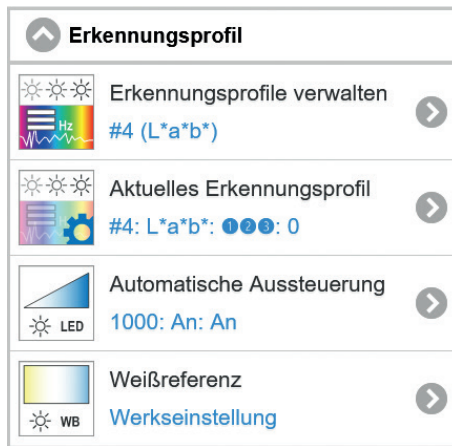 Erkennungsprofil
Hz
Erkennungsprofile verwalten
#4 (L*a*b*)
Aktuelles Erkennungsprofil
#4: L*a*b*: ❶❷❸: 0
LED
Automatische Aussteuerung
1000: An: An
WB
Weißreferenz
Werkseinstellung